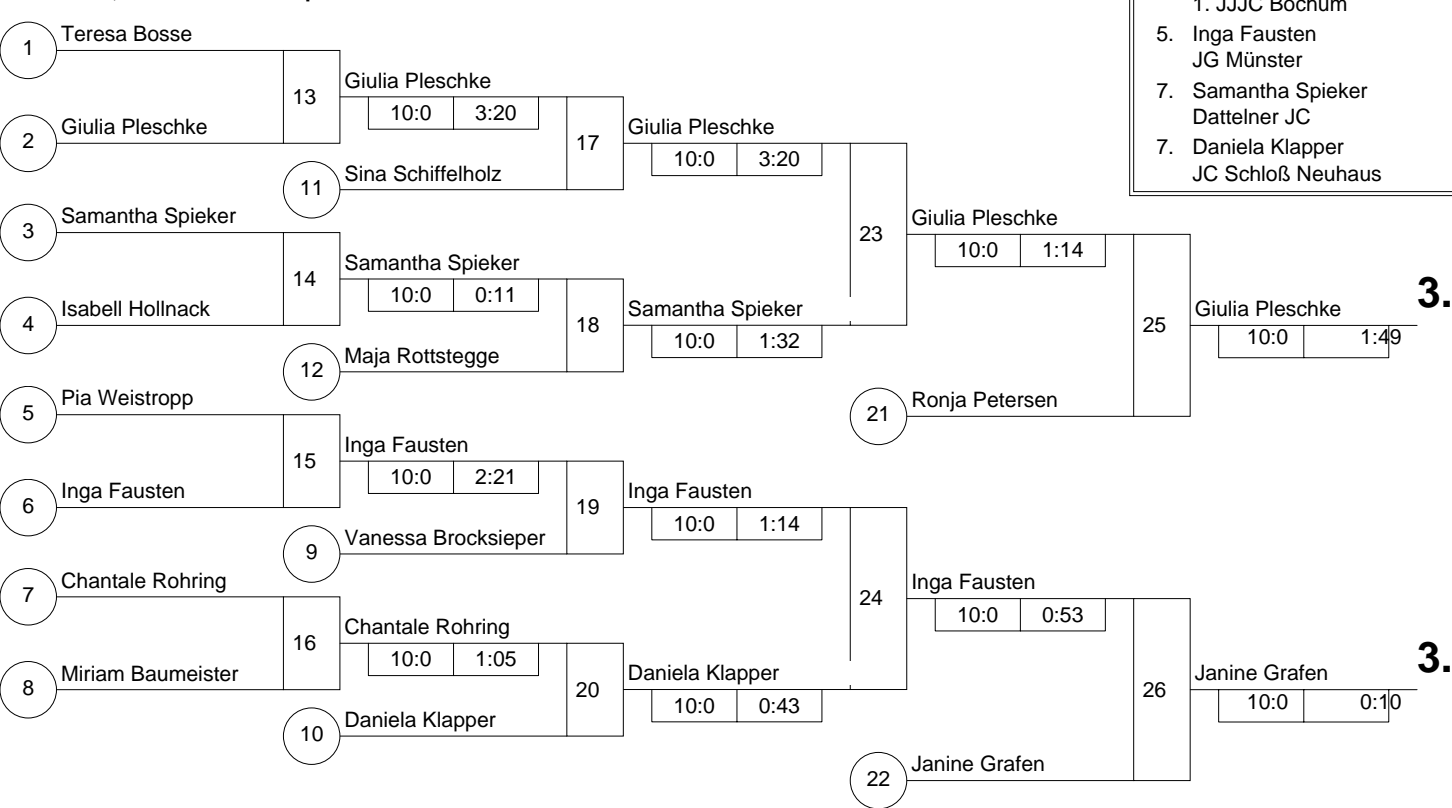 1. JJJC Bochum
5. Inga Fausten
JG Münster
7. Samantha Spieker
Dattelner JC
7. Daniela Klapper
JC Schloß Neuhaus
1 Teresa Bosse
13
Giulia Pleschke
10:0 3:20
2 Giulia Pleschke
17
Giulia Pleschke
10:0 3:20
11 Sina Schiffelholz
3 Samantha Spieker
23
Giulia Pleschke
10:0 1:14
14
Samantha Spieker
10:0 0:11
4 Isabell Hollnack
18
Samantha Spieker
10:0 1:32
25
Giulia Pleschke
10:0 1:49
3.
12 Maja Rottstegge
5 Pia Weistropp
21 Ronja Petersen
15
Inga Fausten
10:0 2:21
6 Inga Fausten
19
Inga Fausten
10:0 1:14
9 Vanessa Brocksieper
7 Chantale Rohring
24
Inga Fausten
10:0 0:53
16
Chantale Rohring
10:0 1:05
8 Miriam Baumeister
20
Daniela Klapper
10:0 0:43
26
Janine Grafen
10:0 0:10
3.
10 Daniela Klapper
22 Janine Grafen